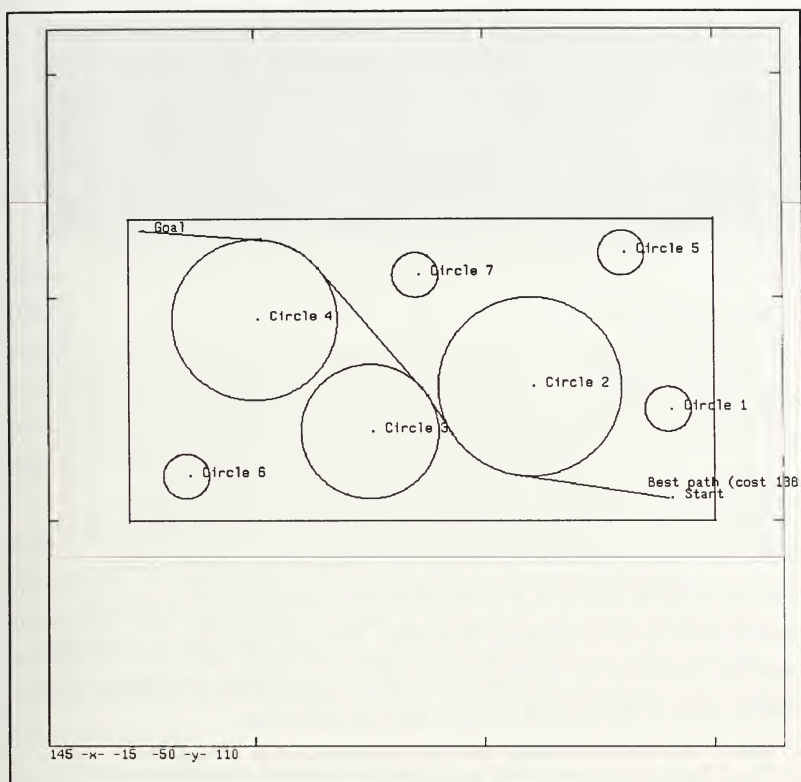 Goal
Circle 5
Circle 7
Circle 4
Circle 2
Circle 1
Circle 3
Circle 6
Best path (cost 138
Start
145 -x- -15 -50 -y- 110